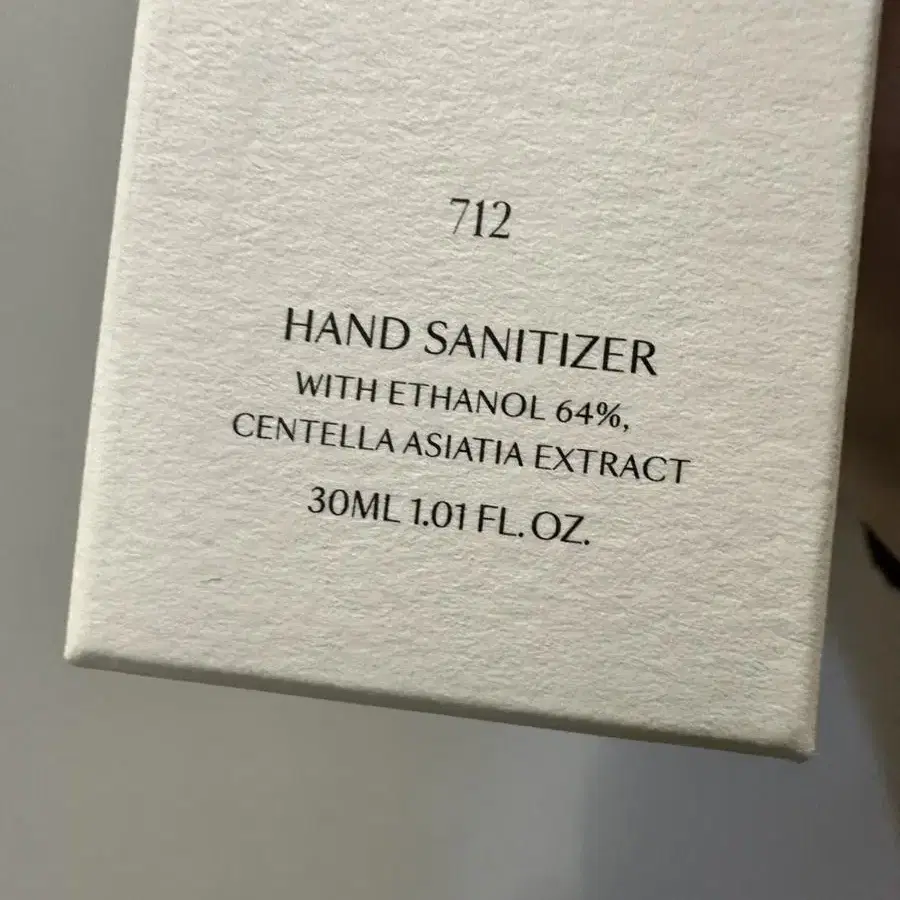 712
HAND SANITIZER
WITH ETHANOL 64%,
CENTELLA ASIATIA EXTRACT
30ML 1.01 FL. OZ.